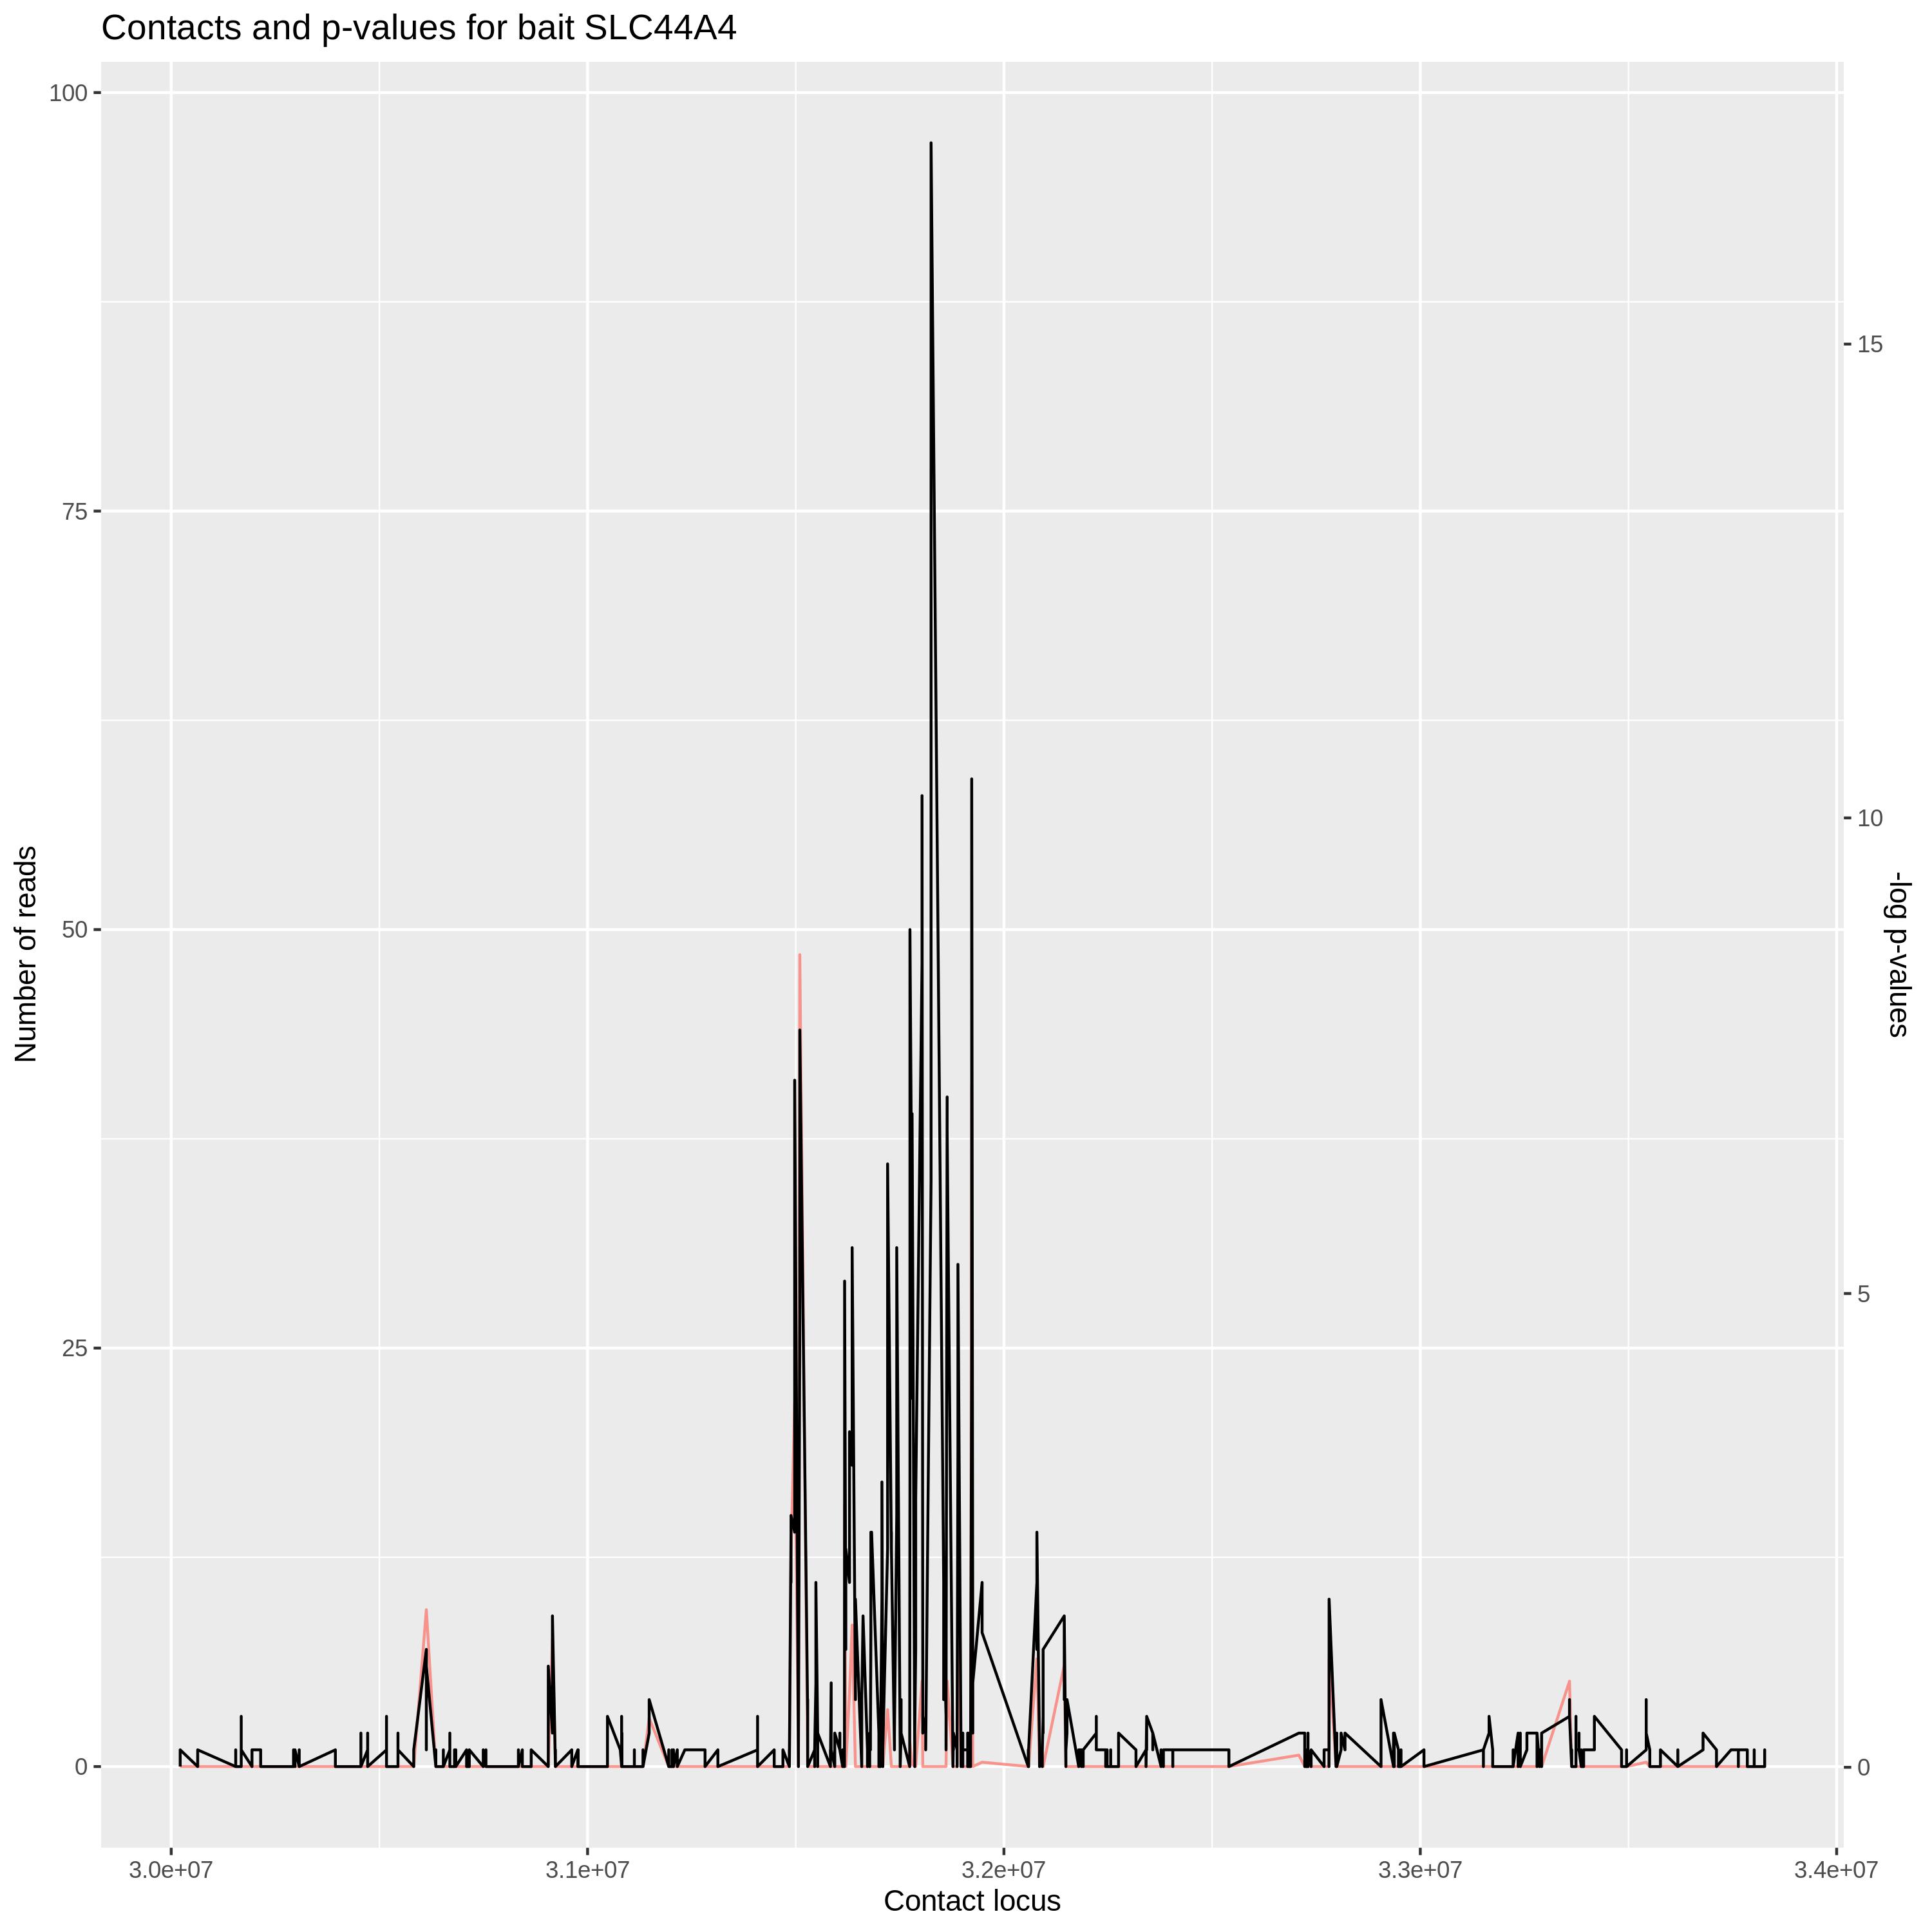 Contacts and p-values for bait SLC44A4
100
75
50
25
0
Number of reads
15
10
5
0
-log p-values
3.0e+07 3.1e+07 3.2e+07 3.3e+07 3.4e+07
Contact locus